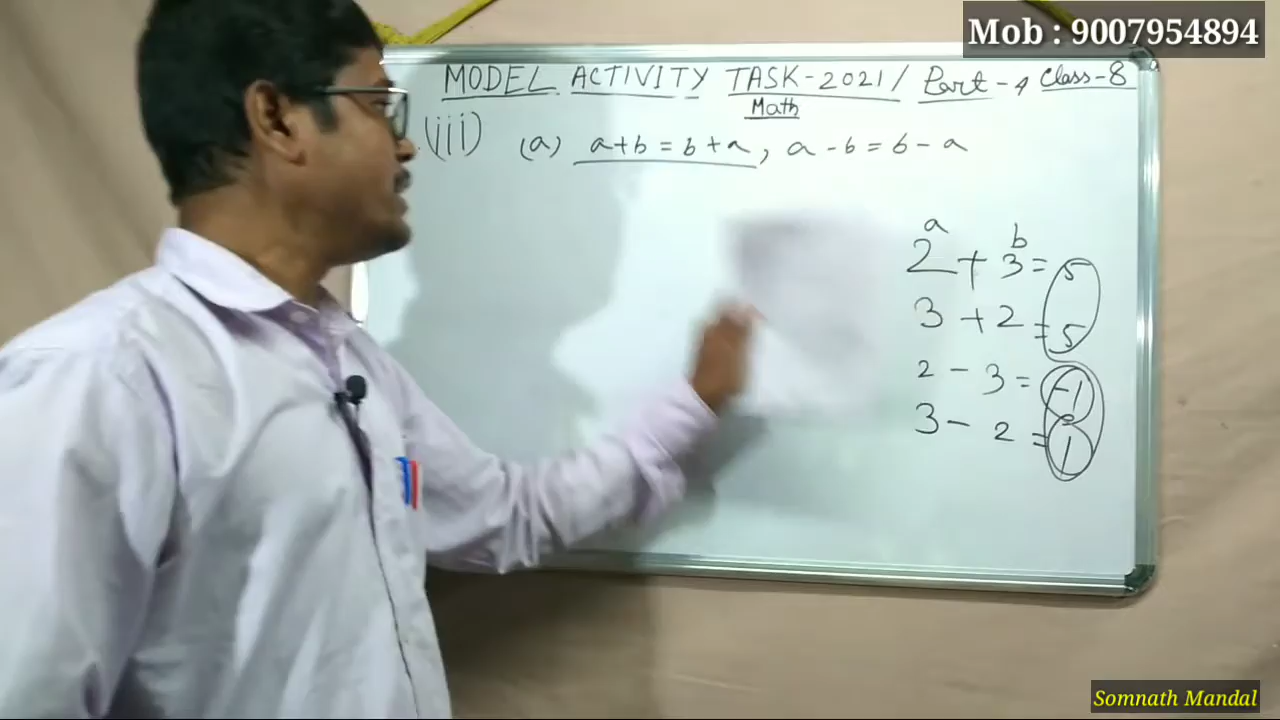 Mob : 9007954894
MODEL ACTIVITY TASK-2021/ Part-4 Class-8
Math
(iii) (a) a+b = b+a, a-b = b-a
a b
2 + 3 = 5
3 + 2 = 5
2 - 3 = -1
3 - 2 = 1
Somnath Mandal